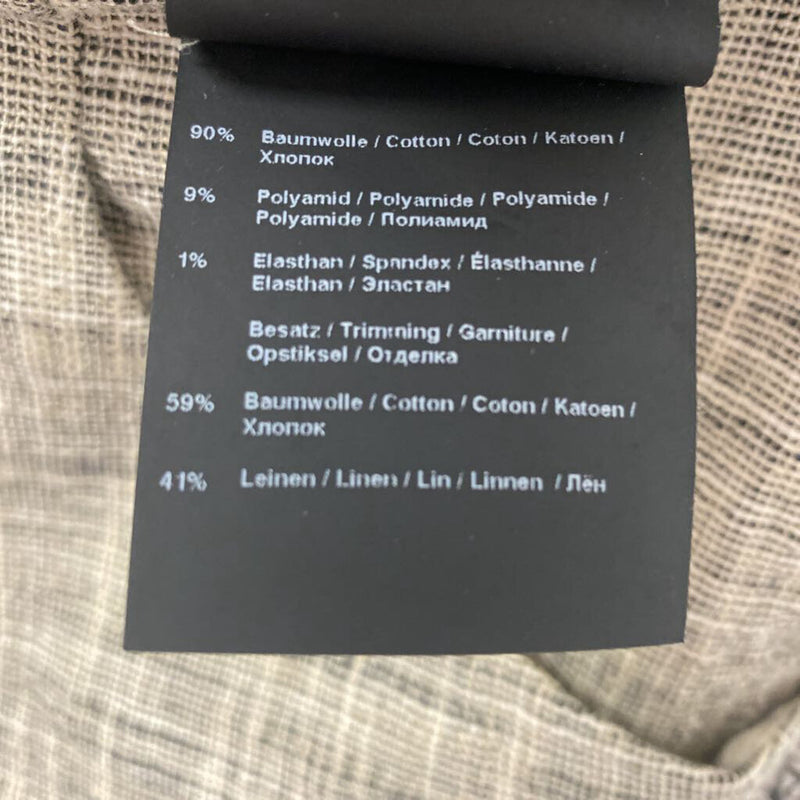 90% Baumwolle / Cotton / Coton / Katoen /
Хлопок
9% Polyamid / Polyamide / Polyamide /
Polyamide / Полиамид
1% Elasthan / Spandex / Élasthanne /
Elasthan / Эластан
Besatz / Trimming / Garniture /
Opstiksel / Отделка
59% Baumwolle / Cotton / Coton / Katoen /
Хлопок
41% Leinen / Linen / Lin / Linnen / Лён